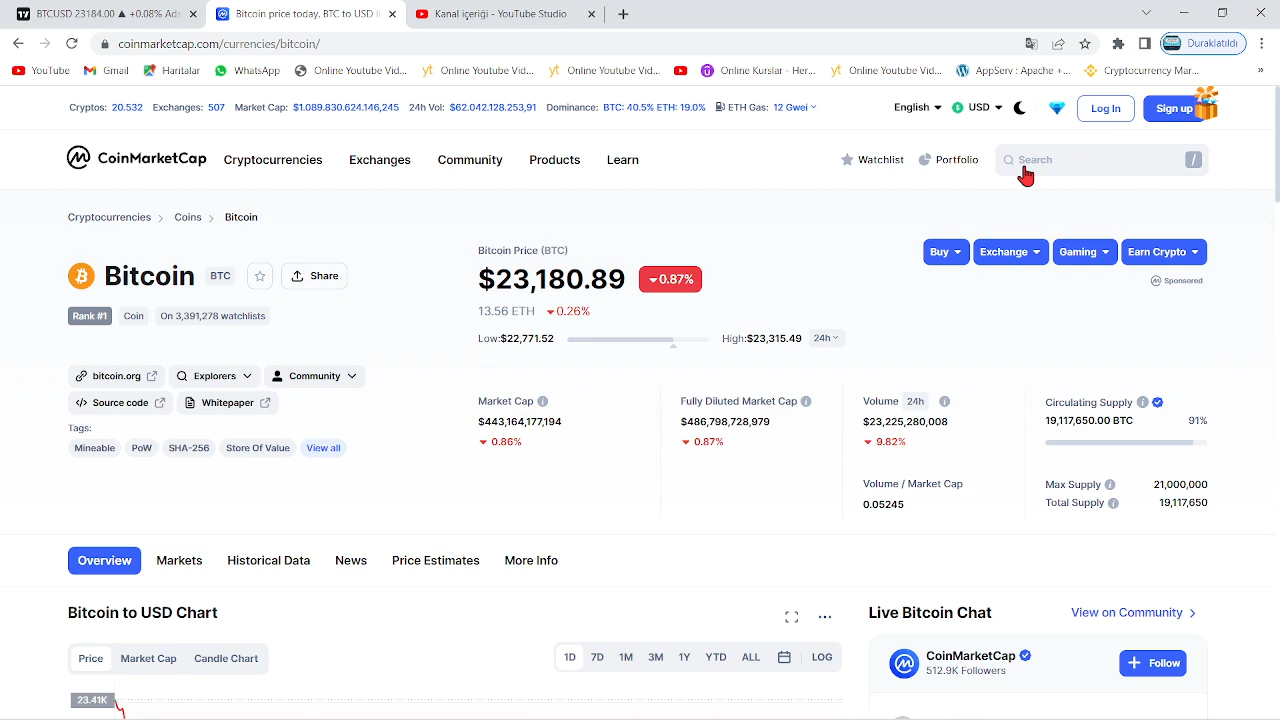 BTCUSD 23184.00 ▲ +0.08% Ads
Bitcoin price today, BTC to USD li
Kanal içeriği - YouTube Studio
coinmarketcap.com/currencies/bitcoin/
Duraklatıldı
YouTube
Gmail
Haritalar
WhatsApp
Online Youtube Vid...
Online Youtube Vid...
Online Youtube Vid...
Online Kurslar - Her...
Online Youtube Vid...
AppServ : Apache +...
Cryptocurrency Mar...
»
Cryptos: 20.532 Exchanges: 507 Market Cap: $1.089.830.624.146,245 24h Vol: $62.042.128.253,91 Dominance: BTC: 40.5% ETH: 19.0% ETH Gas: 12 Gwei
English USD
Log In
Sign up
CoinMarketCap
Cryptocurrencies Exchanges Community Products Learn
Watchlist Portfolio
Search /
Cryptocurrencies > Coins > Bitcoin
Bitcoin BTC
Share
Rank #1 Coin On 3,391,278 watchlists
bitcoin.org Explorers Community
Source code Whitepaper
Tags:
Mineable PoW SHA-256 Store Of Value View all
Bitcoin Price (BTC)
$23,180.89 0.87%
13.56 ETH 0.26%
Low:$22,771.52 High:$23,315.49 24h
Buy Exchange Gaming Earn Crypto
Sponsored
Market Cap
$443,164,177,194
0.86%
Fully Diluted Market Cap
$486,798,728,979
0.87%
Volume 24h
$23,225,280,008
9.82%
Volume / Market Cap
0.05245
Circulating Supply
19,117,650.00 BTC 91%
Max Supply 21,000,000
Total Supply 19,117,650
Overview Markets Historical Data News Price Estimates More Info
Bitcoin to USD Chart
Price Market Cap Candle Chart
1D 7D 1M 3M 1Y YTD ALL LOG
23.41K
Live Bitcoin Chat
View on Community >
CoinMarketCap
512.9K Followers
+ Follow